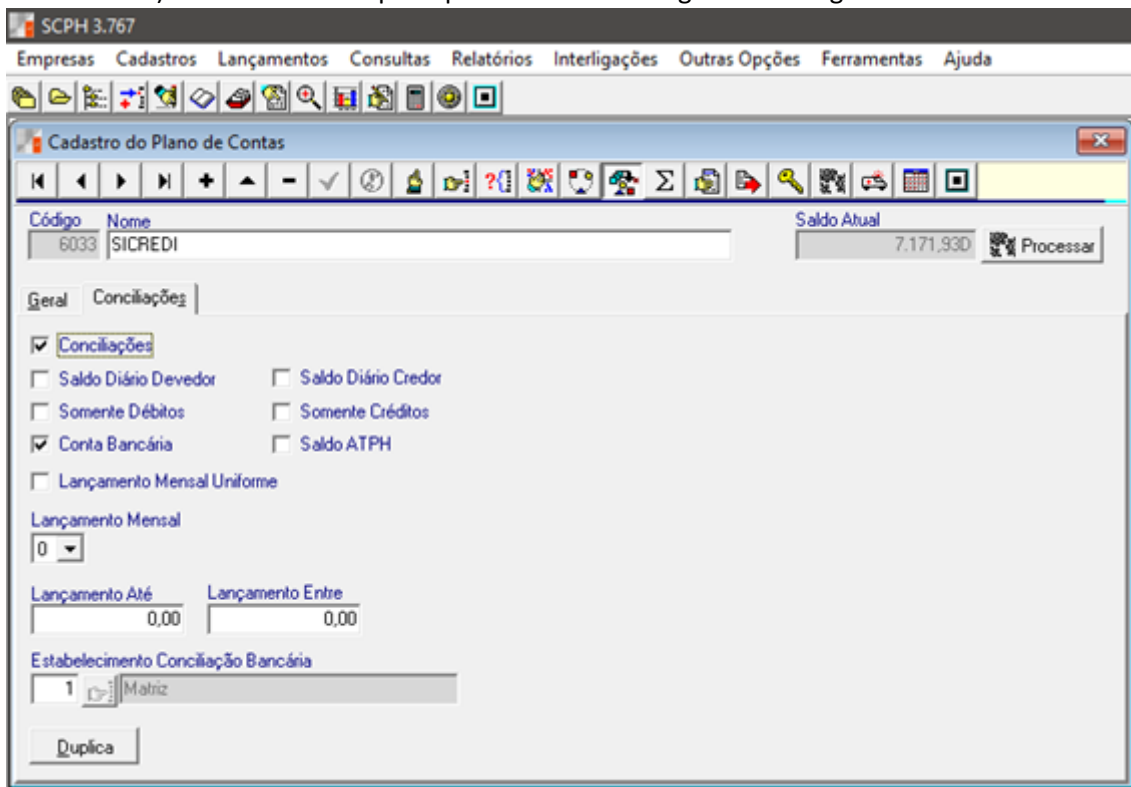 SCPH 3.767
Empresas Cadastros Lançamentos Consultas Relatórios Interligações Outras Opções Ferramentas Ajuda
Cadastro do Plano de Contas
Código Nome Saldo Atual
6033 SICREDI 7.171,93D Processar
Geral Conciliações
Conciliações
Saldo Diário Devedor Saldo Diário Credor
Somente Débitos Somente Créditos
Conta Bancária Saldo ATPH
Lançamento Mensal Uniforme
Lançamento Mensal
0
Lançamento Até Lançamento Entre
0,00 0,00
Estabelecimento Conciliação Bancária
1 Matriz
Duplica